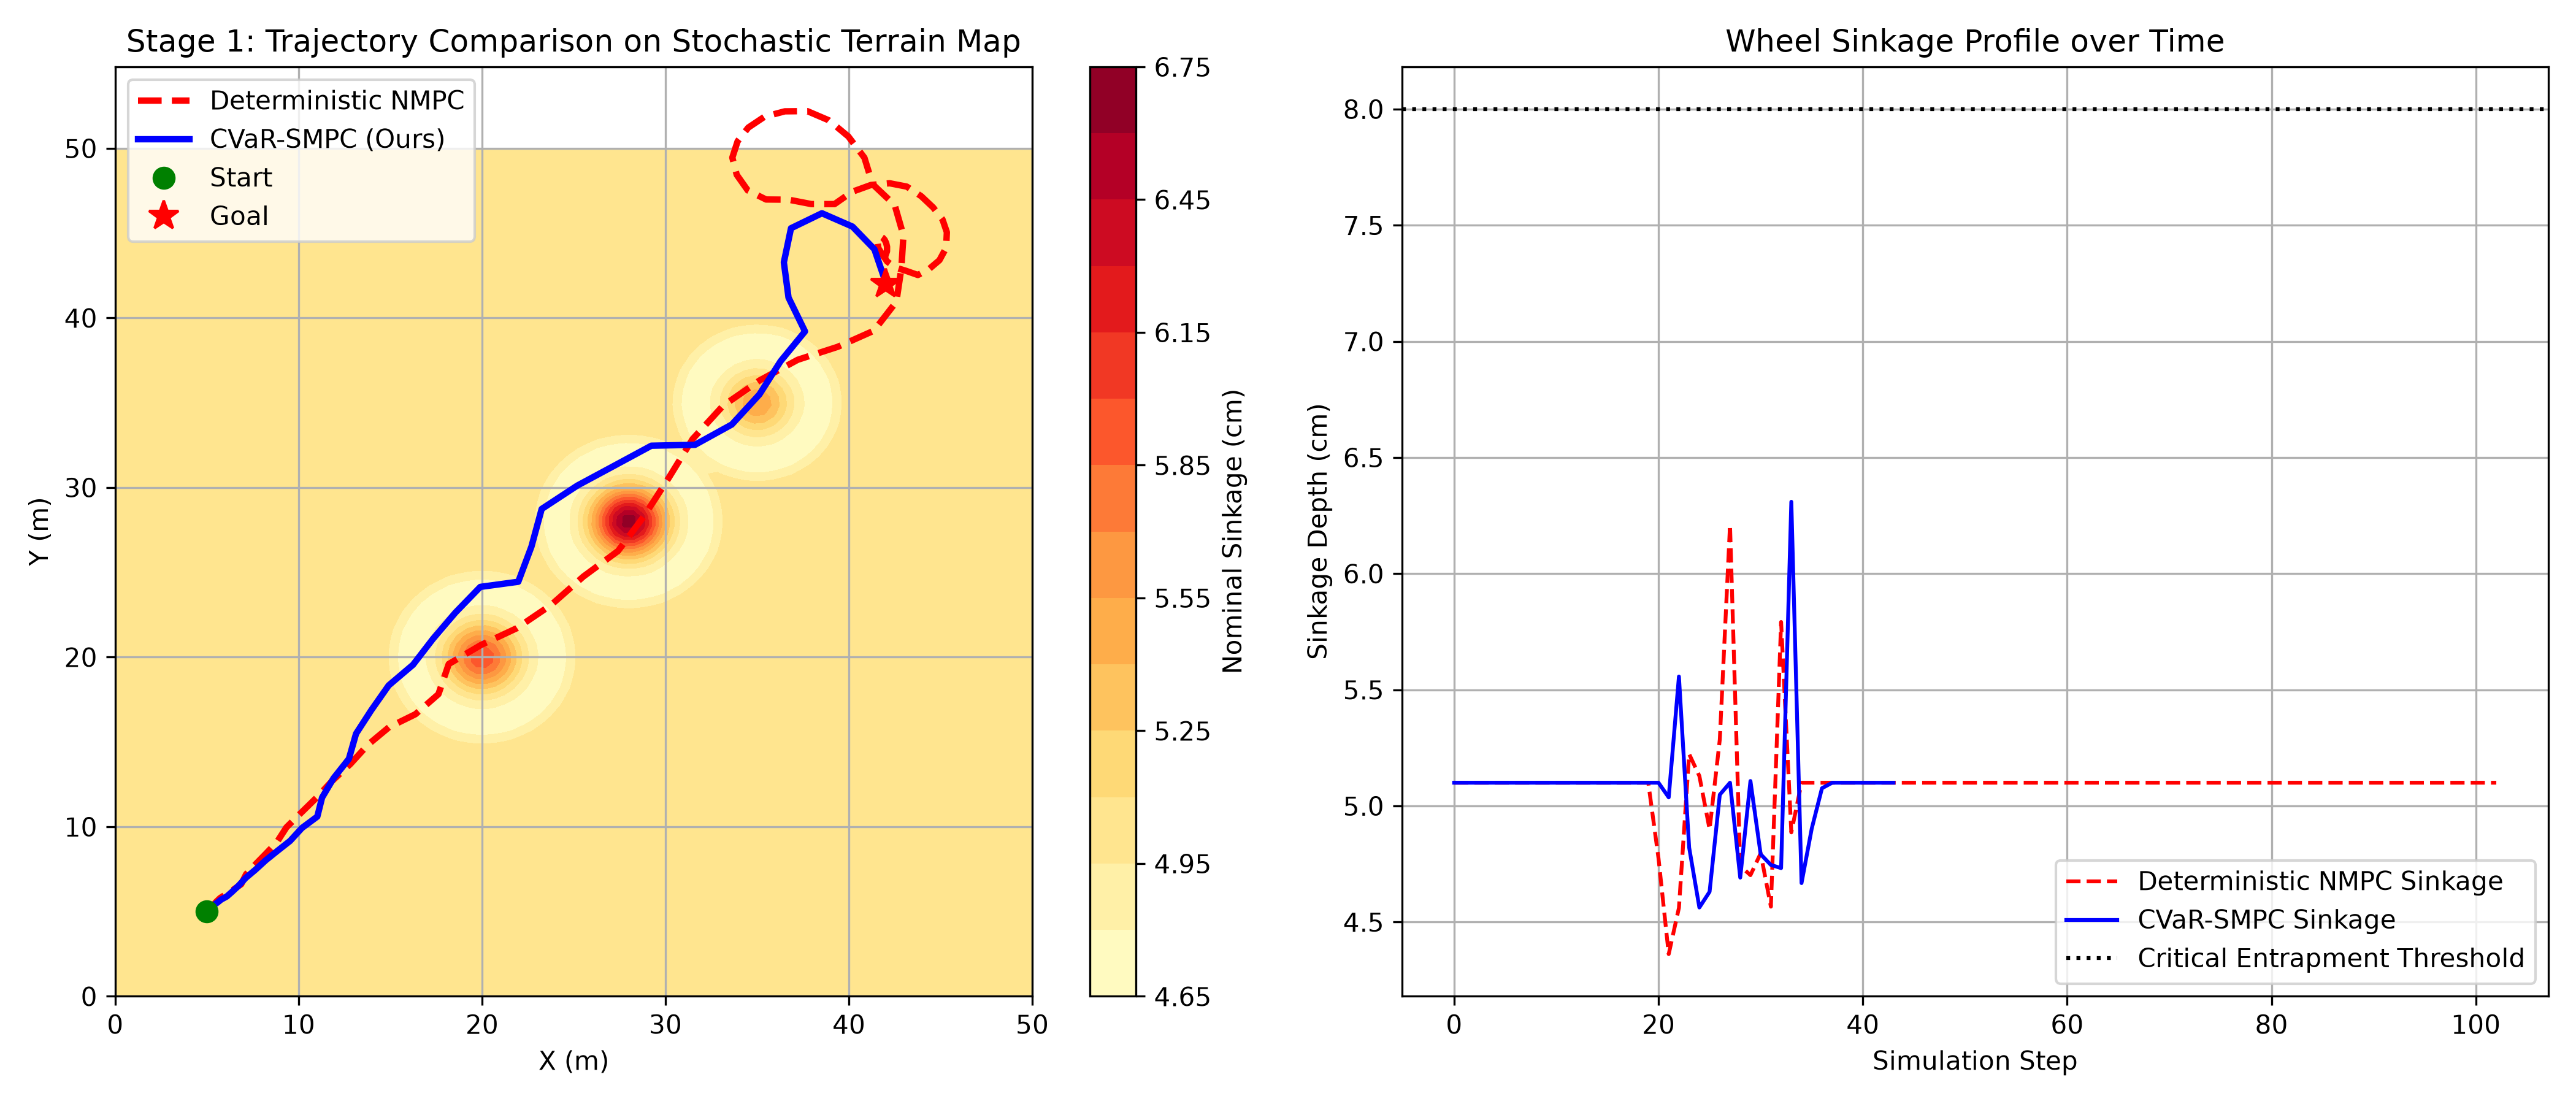 Stage 1: Trajectory Comparison on Stochastic Terrain Map
Deterministic NMPC
CVaR-SMPC (Ours)
Start
Goal
50
40
30
20
10
0
Y (m)
0 10 20 30 40 50
X (m)
6.75
6.45
6.15
5.85
5.55
5.25
4.95
4.65
Nominal Sinkage (cm)
Wheel Sinkage Profile over Time
8.0
7.5
7.0
6.5
6.0
5.5
5.0
4.5
Sinkage Depth (cm)
Deterministic NMPC Sinkage
CVaR-SMPC Sinkage
Critical Entrapment Threshold
0 20 40 60 80 100
Simulation Step